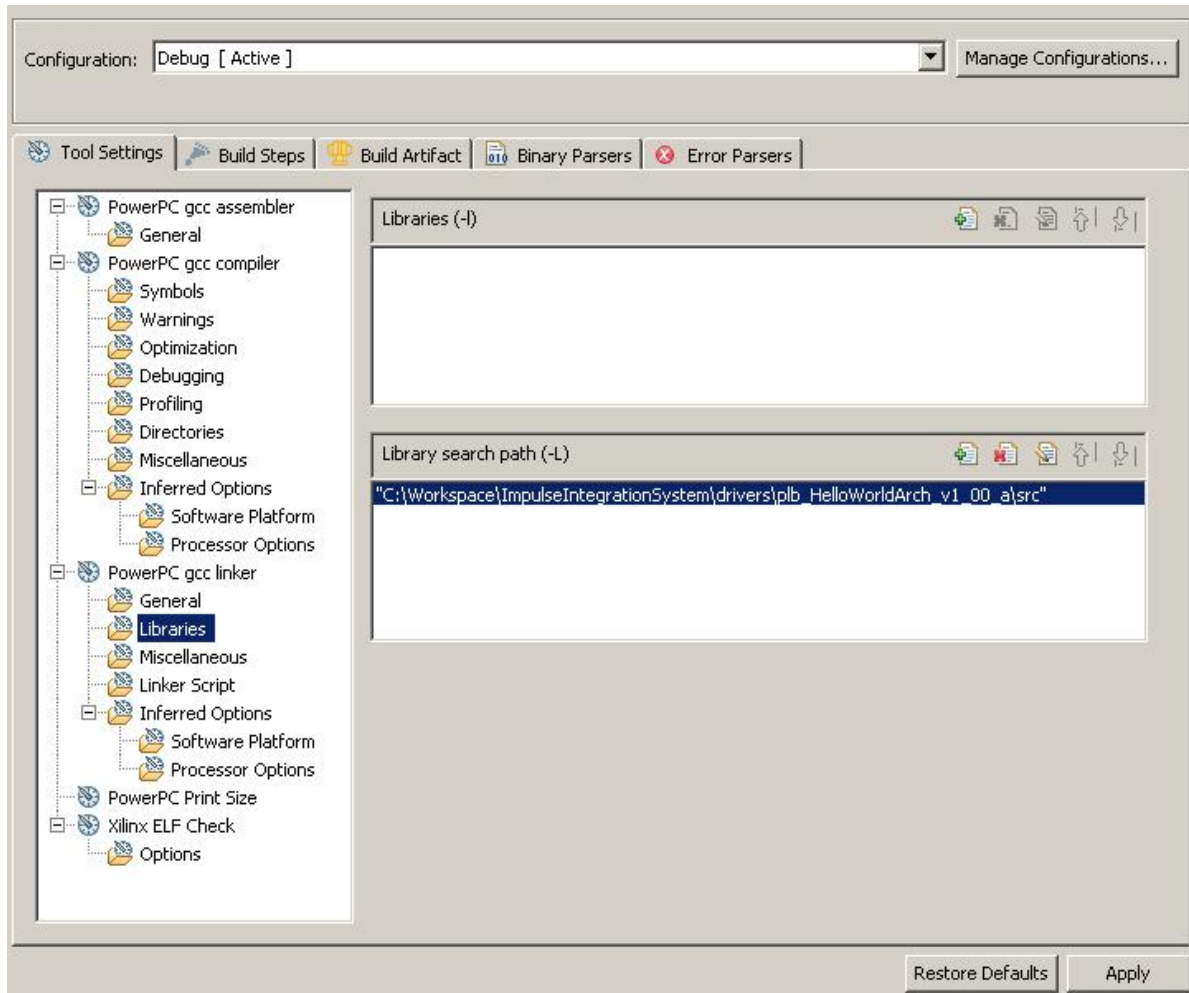 Configuration: Debug [ Active ] Manage Configurations...
Tool Settings Build Steps Build Artifact Binary Parsers Error Parsers
PowerPC gcc assembler
General
PowerPC gcc compiler
Symbols
Warnings
Optimization
Debugging
Profiling
Directories
Miscellaneous
Inferred Options
Software Platform
Processor Options
PowerPC gcc linker
General
Libraries
Miscellaneous
Linker Script
Inferred Options
Software Platform
Processor Options
PowerPC Print Size
Xilinx ELF Check
Options
Libraries (-l)
Library search path (-L)
"C:\Workspace\ImpulseIntegrationSystem\drivers\plb_HelloWorldArch_v1_00_a\src"
Restore Defaults Apply